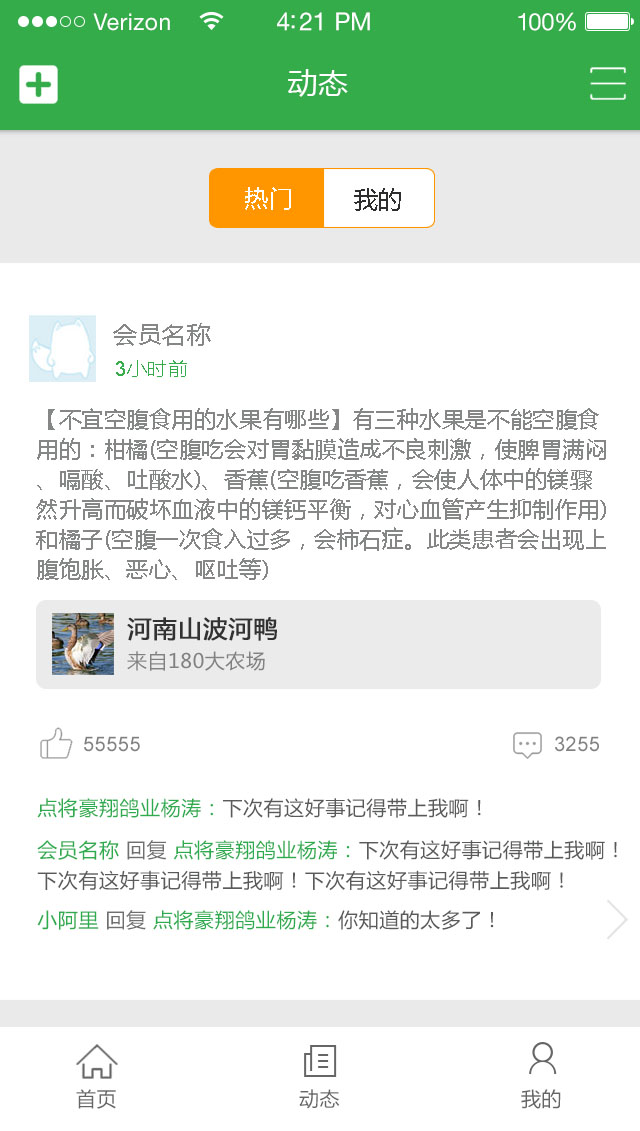 Verizon 4:21 PM 100%
动态
热门 我的
会员名称
3小时前
【不宜空腹食用的水果有哪些】有三种水果是不能空腹食
用的：柑橘(空腹吃会对胃黏膜造成不良刺激，使脾胃满闷
、嗝酸、吐酸水)、香蕉(空腹吃香蕉，会使人体中的镁骤
然升高而破坏血液中的镁钙平衡，对心血管产生抑制作用)
和橘子(空腹一次食入过多，会柿石症。此类患者会出现上
腹饱胀、恶心、呕吐等)
河南山波河鸭
来自180大农场
55555 3255
点将豪翔鸽业杨涛：下次有这好事记得带上我啊！
会员名称 回复 点将豪翔鸽业杨涛：下次有这好事记得带上我啊！
下次有这好事记得带上我啊！下次有这好事记得带上我啊！
小阿里 回复 点将豪翔鸽业杨涛：你知道的太多了！
首页 动态 我的